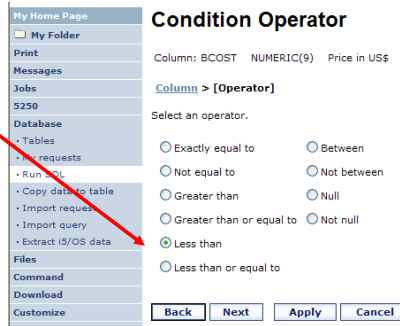 My Home Page
My Folder
Print
Messages
Jobs
5250
Database
• Tables
• My requests
• Run SQL
• Copy data to table
• Import request
• Import query
• Extract i5/OS data
Files
Command
Download
Customize
Condition Operator
Column: BCOST NUMERIC(9) Price in US$
Column > [Operator]
Select an operator.
Exactly equal to Between
Not equal to Not between
Greater than Null
Greater than or equal to Not null
Less than
Less than or equal to
Back Next Apply Cancel